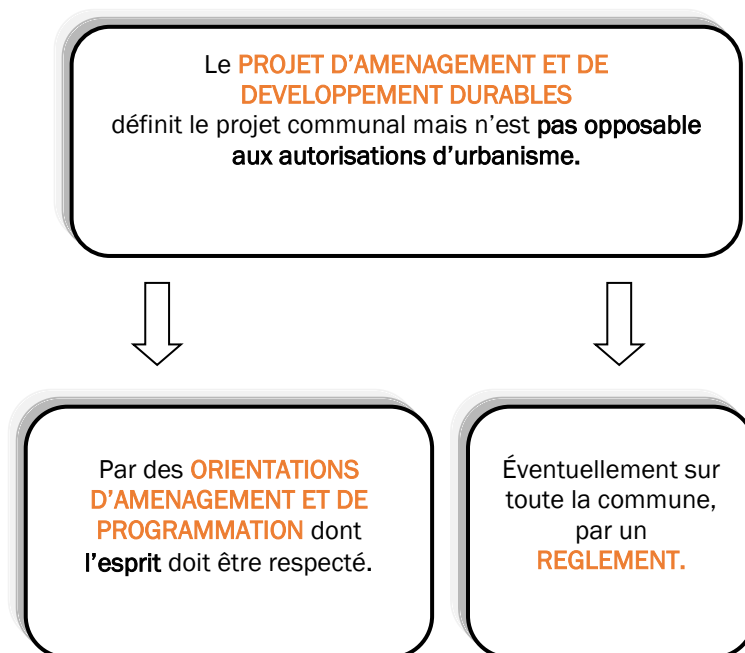 Le PROJET D’AMENAGEMENT ET DE
DEVELOPPEMENT DURABLES
définit le projet communal mais n’est pas opposable
aux autorisations d’urbanisme.
Par des ORIENTATIONS
D’AMENAGEMENT ET DE
PROGRAMMATION dont
l’esprit doit être respecté.
Éventuellement sur
toute la commune,
par un
REGLEMENT.